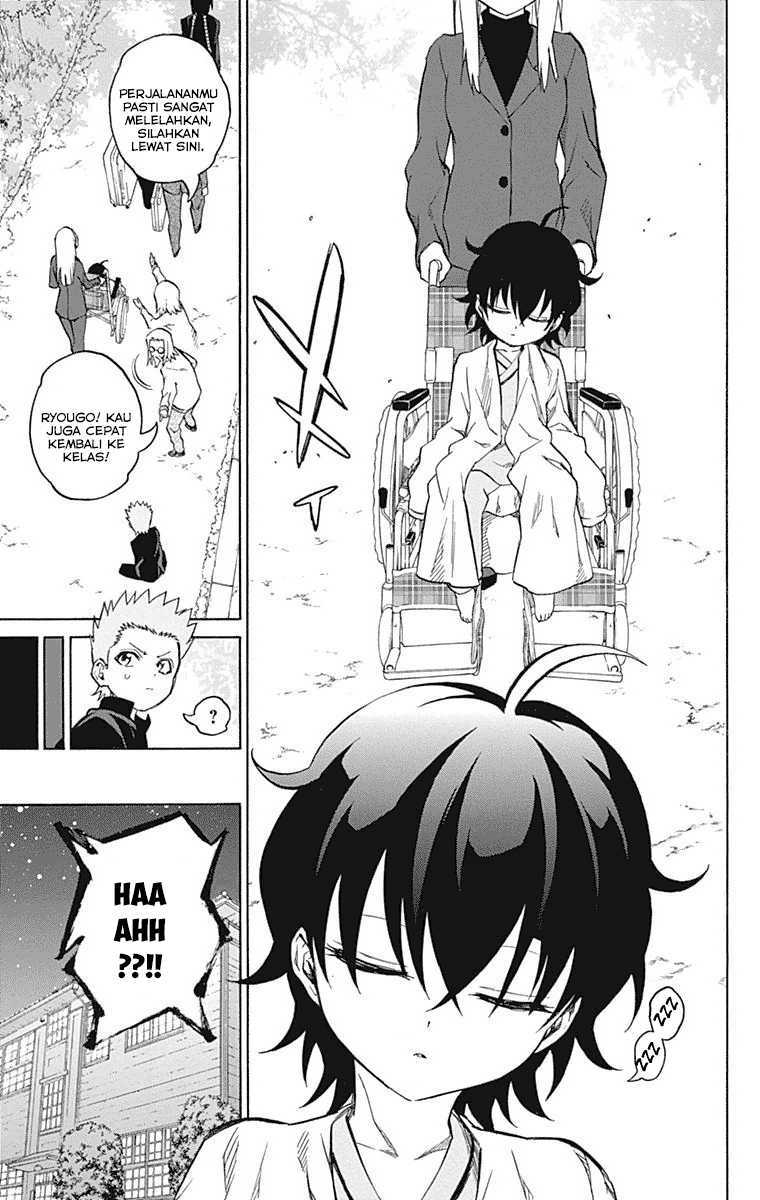 PERJALANANMU
PASTI SANGAT
MELELAHKAN,
SILAHKAN
LEWAT SINI.
RYOUGO! KAU
JUGA CEPAT
KEMBALI KE
KELAS!
?
ZZZ
ZZZ
HAA
AHH
??!!